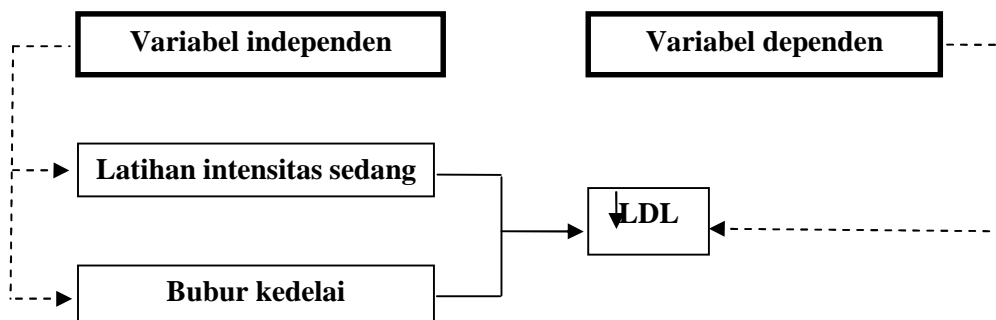 Variabel independen
Variabel dependen
Latihan intensitas sedang
LDL
Bubur kedelai